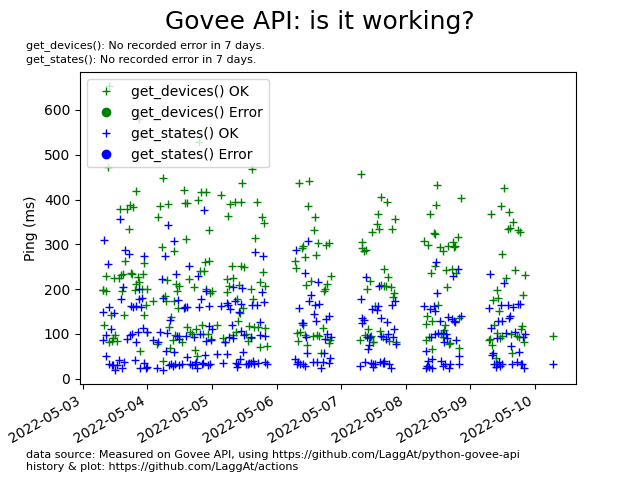 Govee API: is it working?
get_devices(): No recorded error in 7 days.
get_states(): No recorded error in 7 days.
get_devices() OK
get_devices() Error
get_states() OK
get_states() Error
Ping (ms)
600
500
400
300
200
100
0
2022-05-03
2022-05-04
2022-05-05
2022-05-06
2022-05-07
2022-05-08
2022-05-09
2022-05-10
data source: Measured on Govee API, using https://github.com/LaggAt/python-govee-api
history & plot: https://github.com/LaggAt/actions